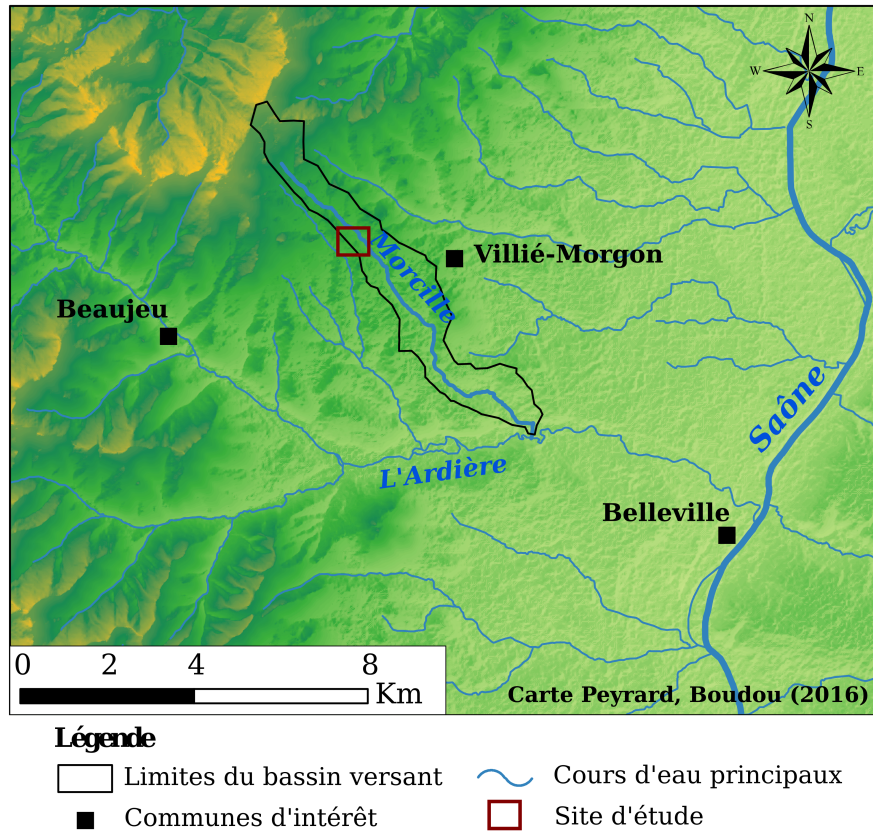 N
W E
S
Villié-Morgon
Morcille
Beaujeu
Saône
L'Ardière
Belleville
0 2 4 8
Km
Carte Peyrard, Boudou (2016)
Légende
Limites du bassin versant
Cours d'eau principaux
Communes d'intérêt
Site d'étude